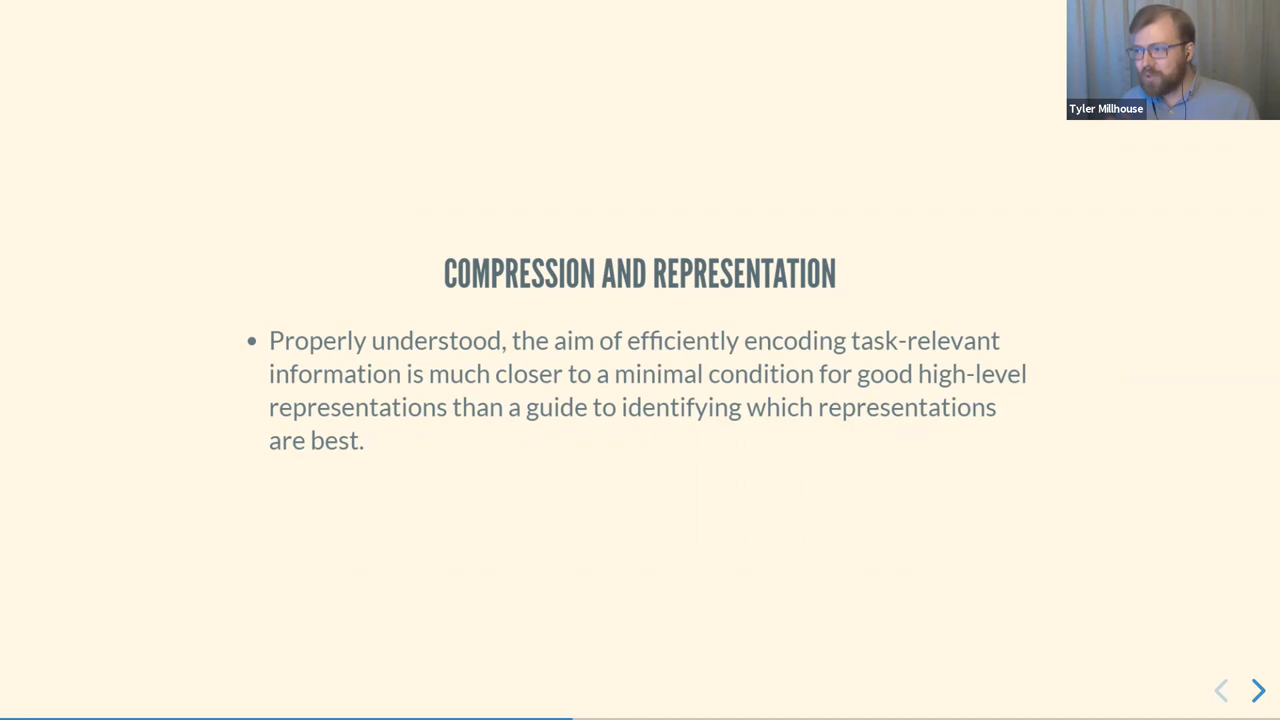 Tyler Millhouse
COMPRESSION AND REPRESENTATION
• Properly understood, the aim of efficiently encoding task-relevant
information is much closer to a minimal condition for good high-level
representations than a guide to identifying which representations
are best.